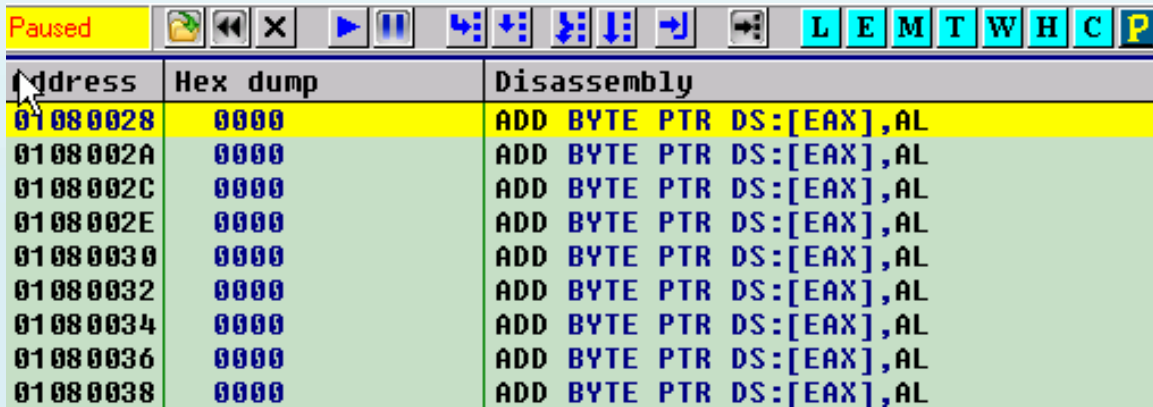 Paused L E M T W H C P
Address Hex dump Disassembly
01080028 0000 ADD BYTE PTR DS:[EAX],AL
0108002A 0000 ADD BYTE PTR DS:[EAX],AL
0108002C 0000 ADD BYTE PTR DS:[EAX],AL
0108002E 0000 ADD BYTE PTR DS:[EAX],AL
01080030 0000 ADD BYTE PTR DS:[EAX],AL
01080032 0000 ADD BYTE PTR DS:[EAX],AL
01080034 0000 ADD BYTE PTR DS:[EAX],AL
01080036 0000 ADD BYTE PTR DS:[EAX],AL
01080038 0000 ADD BYTE PTR DS:[EAX],AL